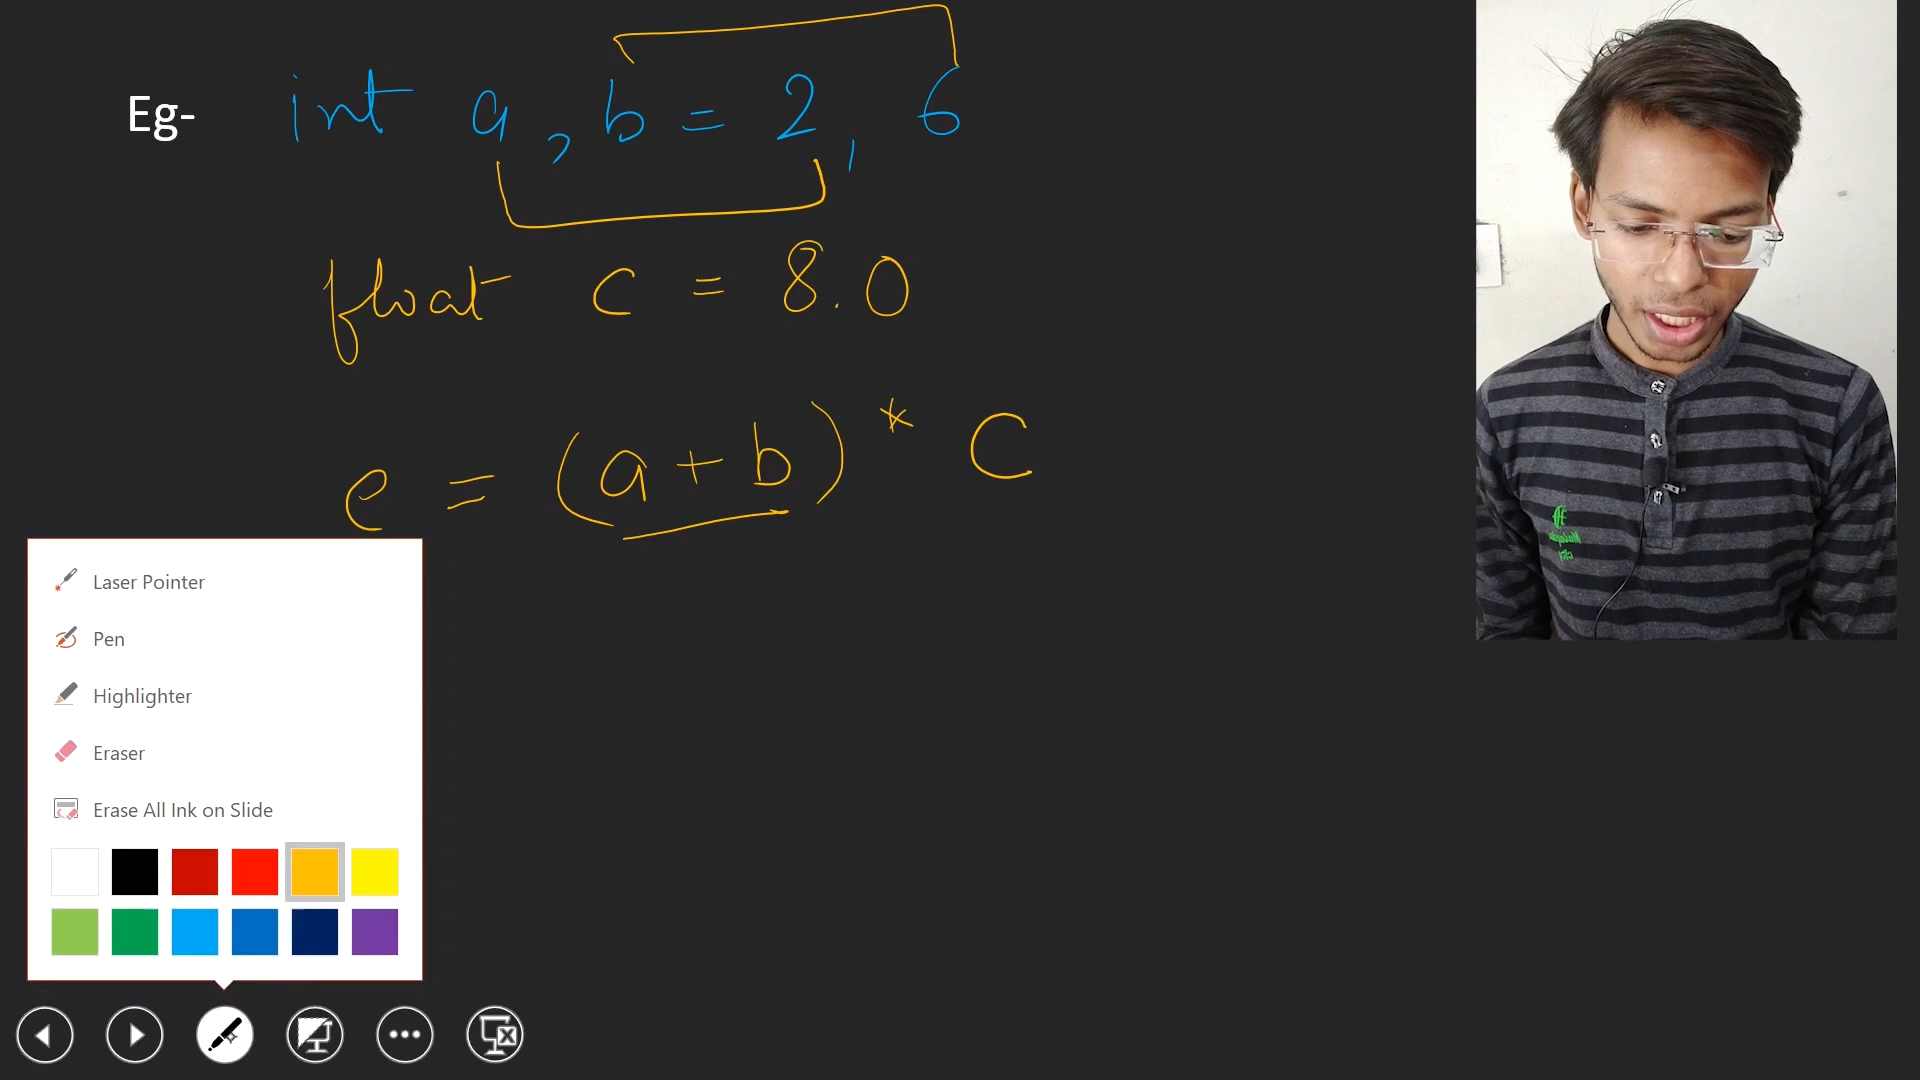 Eg- int a, b = 2, 6
float c = 8.0
e = (a + b) * C
Laser Pointer
Pen
Highlighter
Eraser
Erase All Ink on Slide